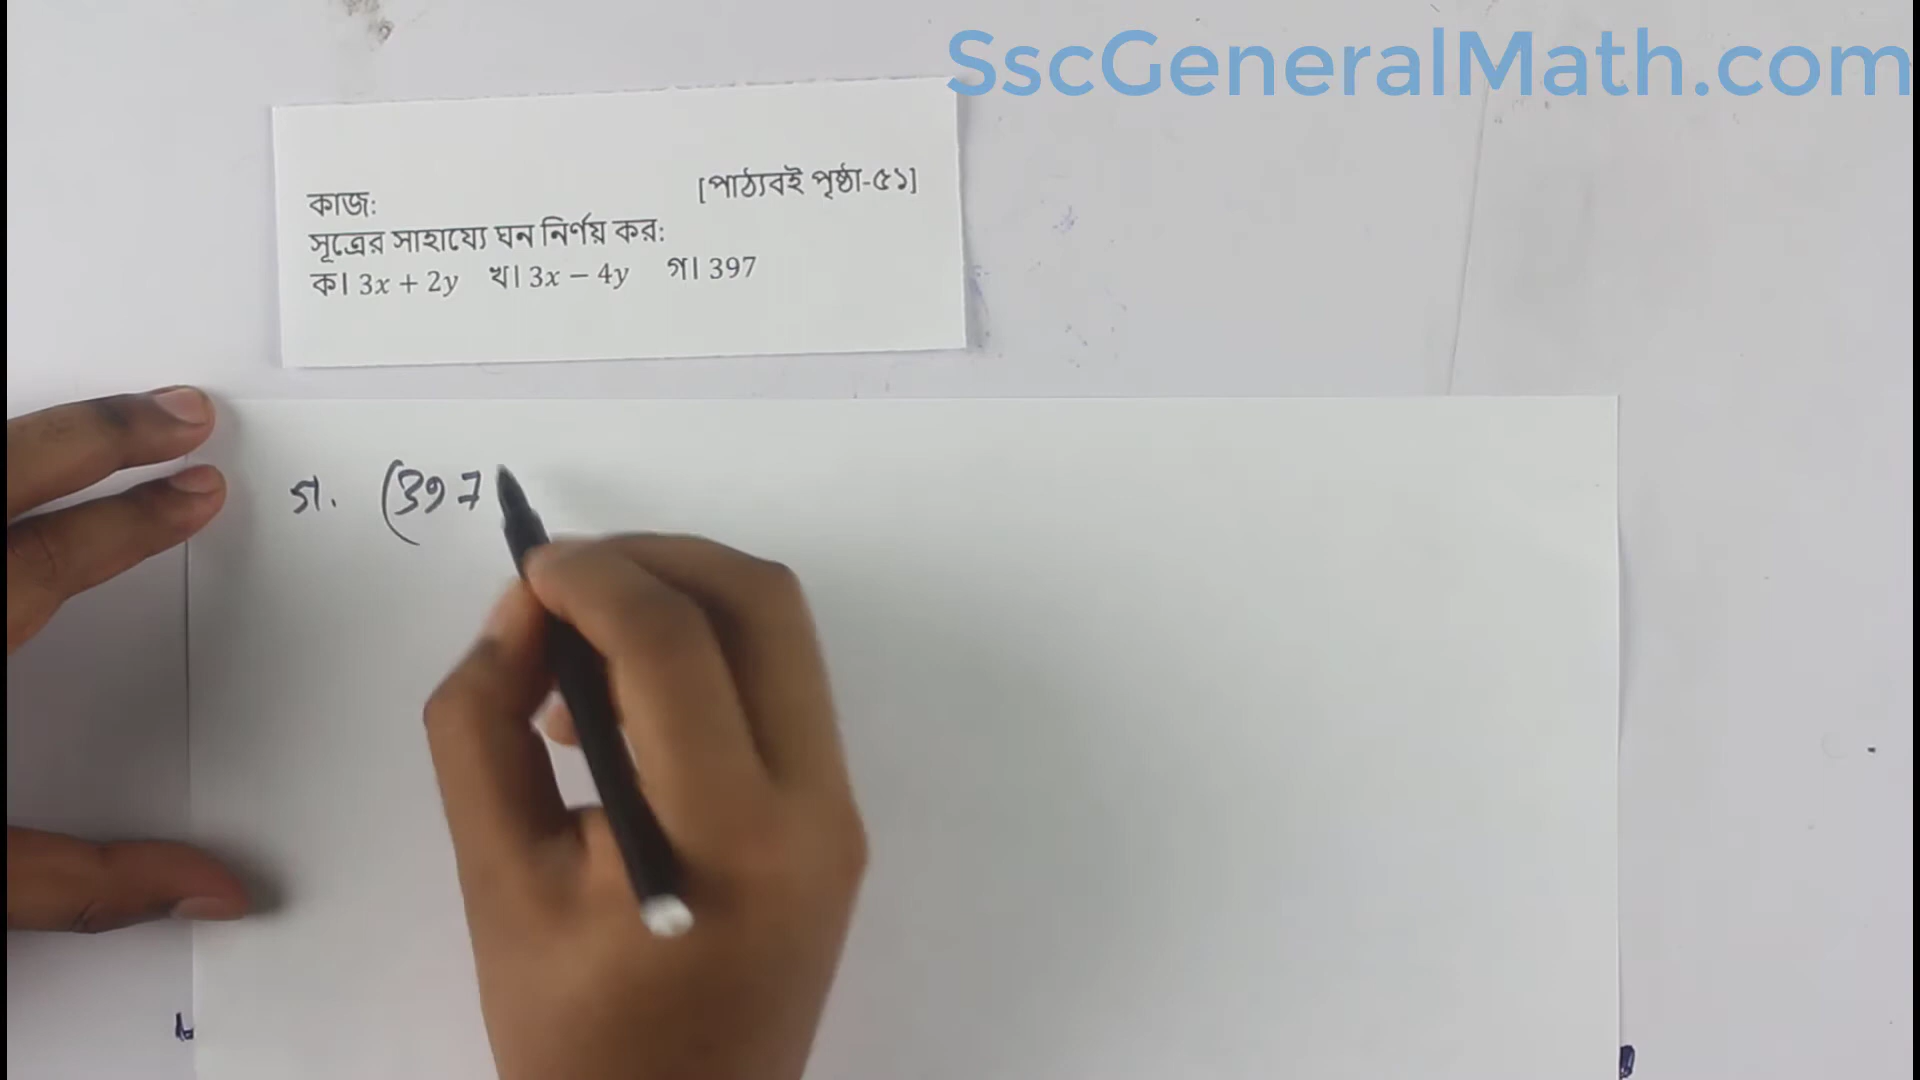 SscGeneralMath.com
কাজ: [পাঠ্যবই পৃষ্ঠা-৫১]
সূত্রের সাহায্যে ঘন নির্ণয় কর:
ক। 3x + 2y খ। 3x − 4y গ। 397
গ. (397